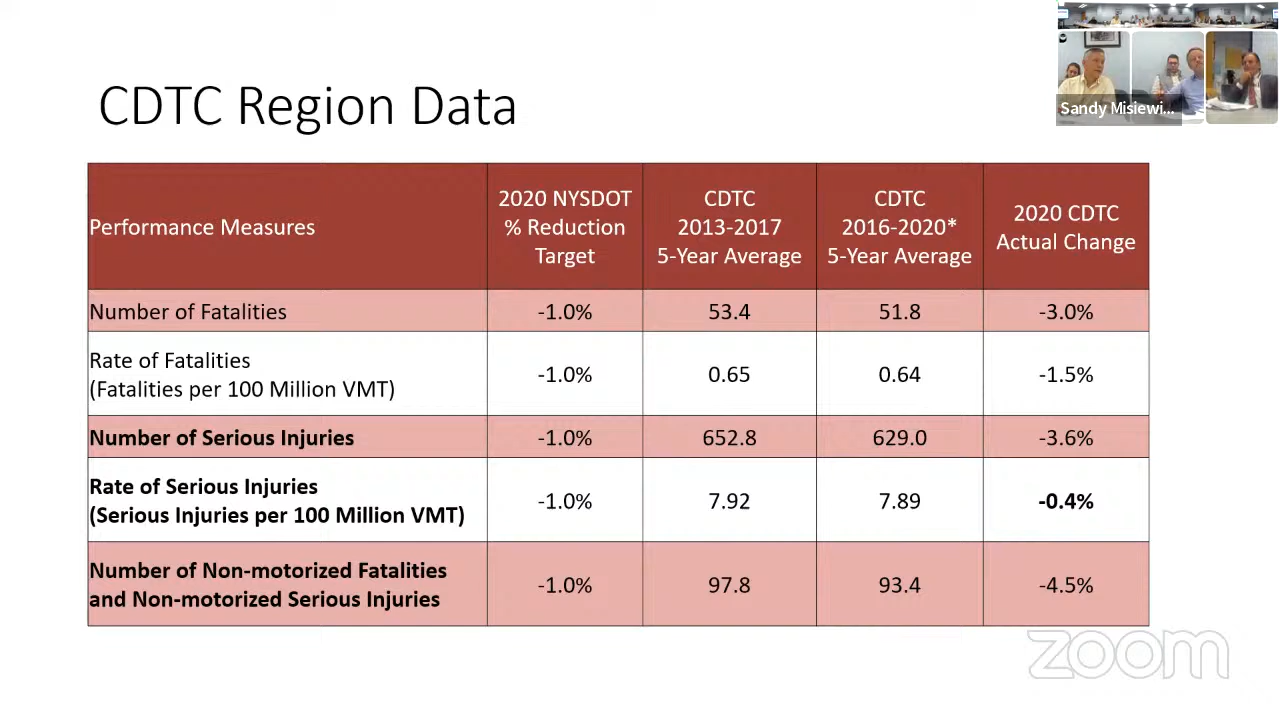 Sandy Misiewi...
CDTC Region Data
Performance Measures
2020 NYSDOT
% Reduction
Target
CDTC
2013-2017
5-Year Average
CDTC
2016-2020*
5-Year Average
2020 CDTC
Actual Change
Number of Fatalities
-1.0%
53.4
51.8
-3.0%
Rate of Fatalities
(Fatalities per 100 Million VMT)
-1.0%
0.65
0.64
-1.5%
Number of Serious Injuries
-1.0%
652.8
629.0
-3.6%
Rate of Serious Injuries
(Serious Injuries per 100 Million VMT)
-1.0%
7.92
7.89
-0.4%
Number of Non-motorized Fatalities
and Non-motorized Serious Injuries
-1.0%
97.8
93.4
-4.5%
zoom